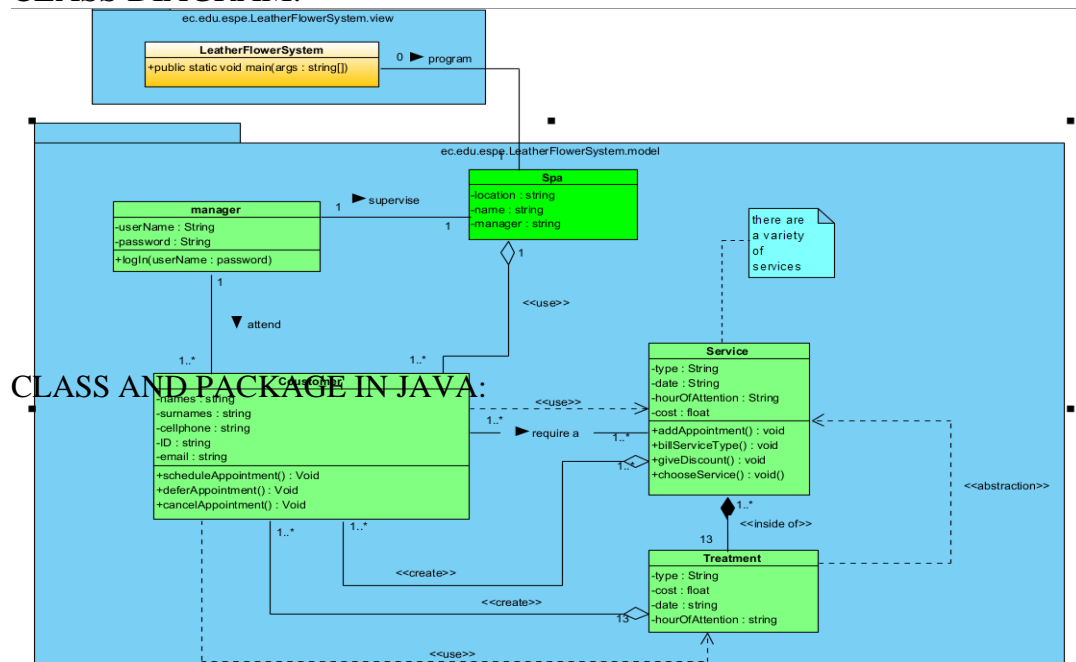 CLASS DIAGRAM:
ec.edu.espe.LeatherFlowerSystem.view
LeatherFlowerSystem
+public static void main(args : string[])
0 program
ec.edu.espe.LeatherFlowerSystem.model
1
Spa
-location : string
-name : string
-manager : string
manager
-userName : String
-password : String
+logIn(userName : password)
1 supervise
1
there are
a variety
of
services
1
1
<<use>>
attend
1..*
1..*
CLASS AND PACKAGE IN JAVA:
-names : string
-surnames : string
-cellphone : string
-ID : string
-email : string
+scheduleAppointment() : Void
+deferAppointment() : Void
+cancelAppointment() : Void
Service
-type : String
-date : String
-hourOfAttention : String
-cost : float
+addAppointment() : void
+billServiceType() : void
+giveDiscount() : void
+chooseService() : void()
<<use>>
1..*
require a
1..*
1..*
<<abstraction>>
1..*
<<inside of>>
13
1..*
1..*
<<create>>
<<create>>
13
Treatment
-type : String
-cost : float
-date : string
-hourOfAttention : string
<<use>>